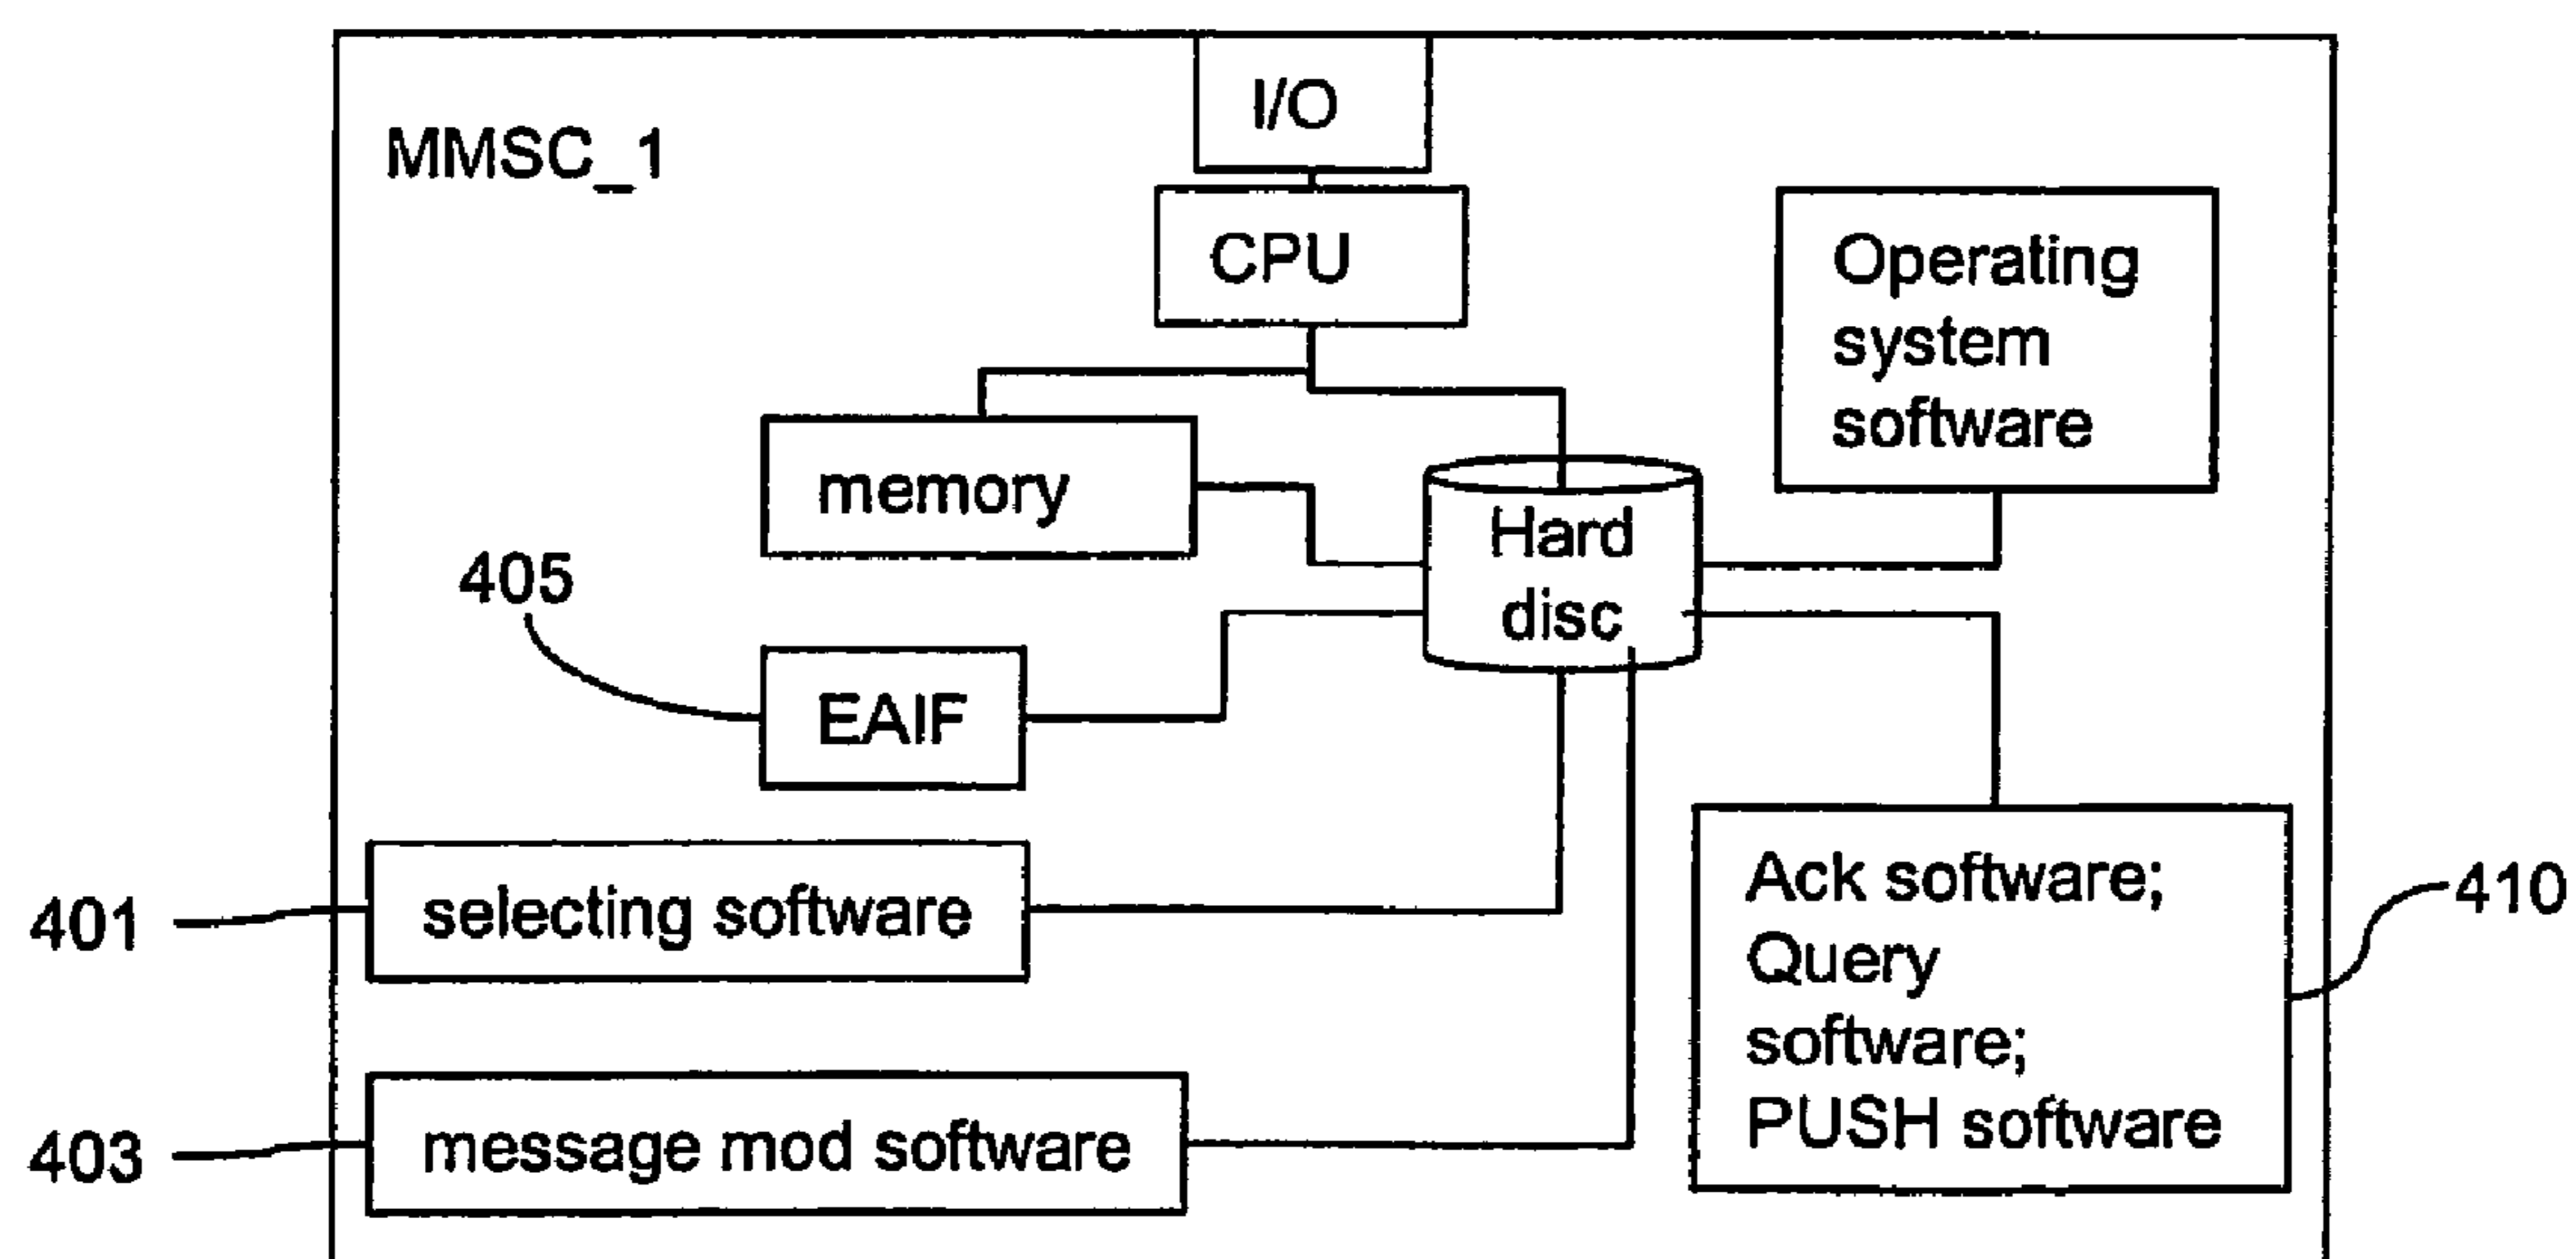 I/O
MMSC_1
CPU
Operating
system
software
memory
Hard
disc
405
EAIF
401
selecting software
Ack software;
Query
software;
PUSH software
410
403
message mod software